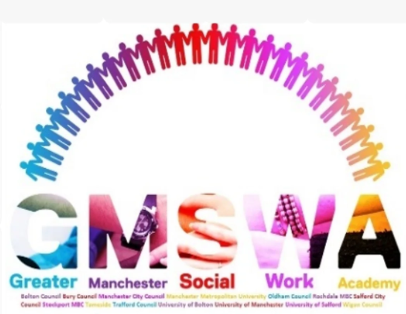 GMSWA
Greater Manchester Social Work Academy
Bolton Council Bury Council Manchester City Council Manchester Metropolitan University Oldham Council Rochdale MBC Salford City
Council Stockport MBC Tameside Trafford Council University of Bolton University of Manchester University of Salford Wigan Council